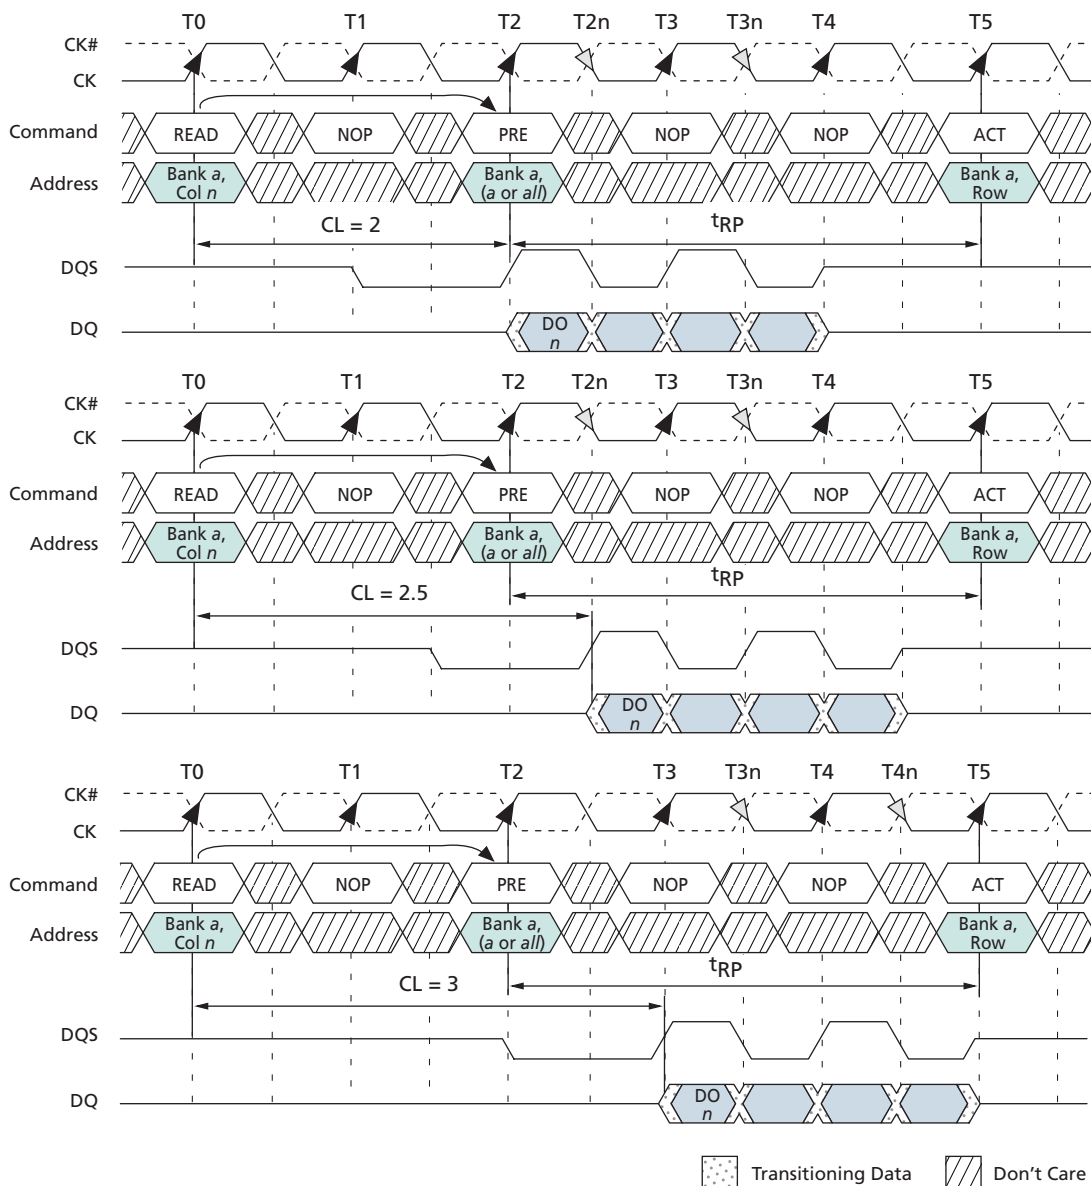 T0 T1 T2 T2n T3 T3n T4 T5
CK#
CK
Command READ NOP PRE NOP NOP ACT
Address Bank a, Col n Bank a, (a or all) Bank a, Row
CL = 2 tRP
DQS
DQ DO n
T0 T1 T2 T2n T3 T3n T4 T5
CK#
CK
Command READ NOP PRE NOP NOP ACT
Address Bank a, Col n Bank a, (a or all) Bank a, Row
CL = 2.5 tRP
DQS
DQ DO n
T0 T1 T2 T3 T3n T4 T4n T5
CK#
CK
Command READ NOP PRE NOP NOP ACT
Address Bank a, Col n Bank a, (a or all) Bank a, Row
CL = 3 tRP
DQS
DQ DO n
Transitioning Data Don't Care